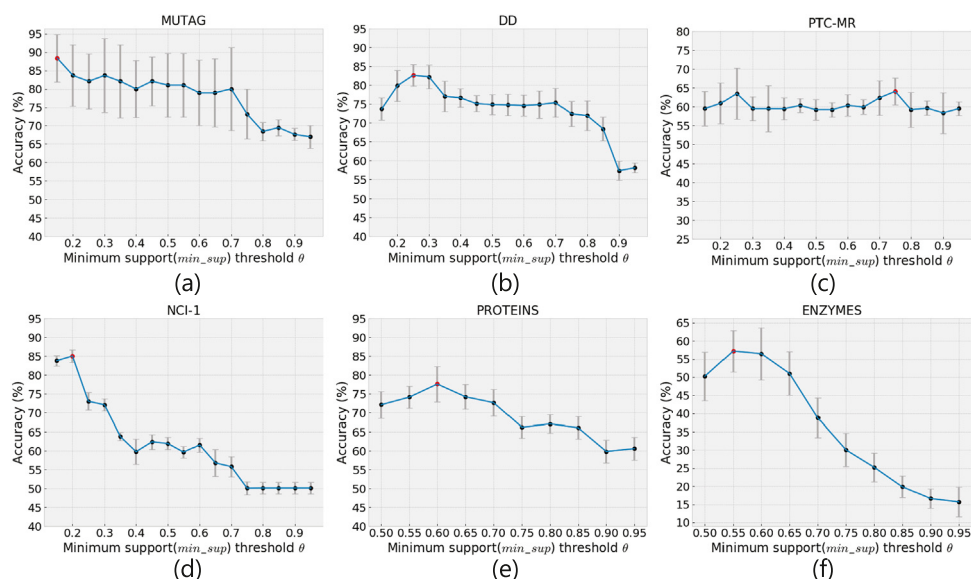 MUTAG
95
90
85
80
75
70
65
60
55
50
45
40
Accuracy (%)
0.2 0.3 0.4 0.5 0.6 0.7 0.8 0.9
Minimum support(min_sup) threshold θ
(a)
DD
95
90
85
80
75
70
65
60
55
50
45
40
Accuracy (%)
0.2 0.3 0.4 0.5 0.6 0.7 0.8 0.9
Minimum support(min_sup) threshold θ
(b)
PTC-MR
80
75
70
65
60
55
50
45
40
35
30
25
Accuracy (%)
0.2 0.3 0.4 0.5 0.6 0.7 0.8 0.9
Minimum support(min_sup) threshold θ
(c)
NCI-1
95
90
85
80
75
70
65
60
55
50
45
40
Accuracy (%)
0.2 0.3 0.4 0.5 0.6 0.7 0.8 0.9
Minimum support(min_sup) threshold θ
(d)
PROTEINS
95
90
85
80
75
70
65
60
55
50
45
40
Accuracy (%)
0.50 0.55 0.60 0.65 0.70 0.75 0.80 0.85 0.90 0.95
Minimum support(min_sup) threshold θ
(e)
ENZYMES
65
60
55
50
45
40
35
30
25
20
15
10
Accuracy (%)
0.50 0.55 0.60 0.65 0.70 0.75 0.80 0.85 0.90 0.95
Minimum support(min_sup) threshold θ
(f)